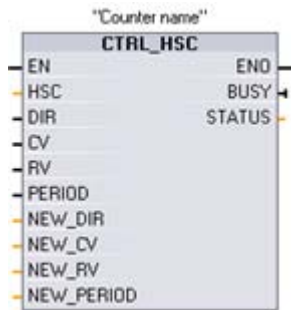 "Counter name"
CTRL_HSC
EN ENO
HSC BUSY
DIR STATUS
CV
RV
PERIOD
NEW_DIR
NEW_CV
NEW_RV
NEW_PERIOD